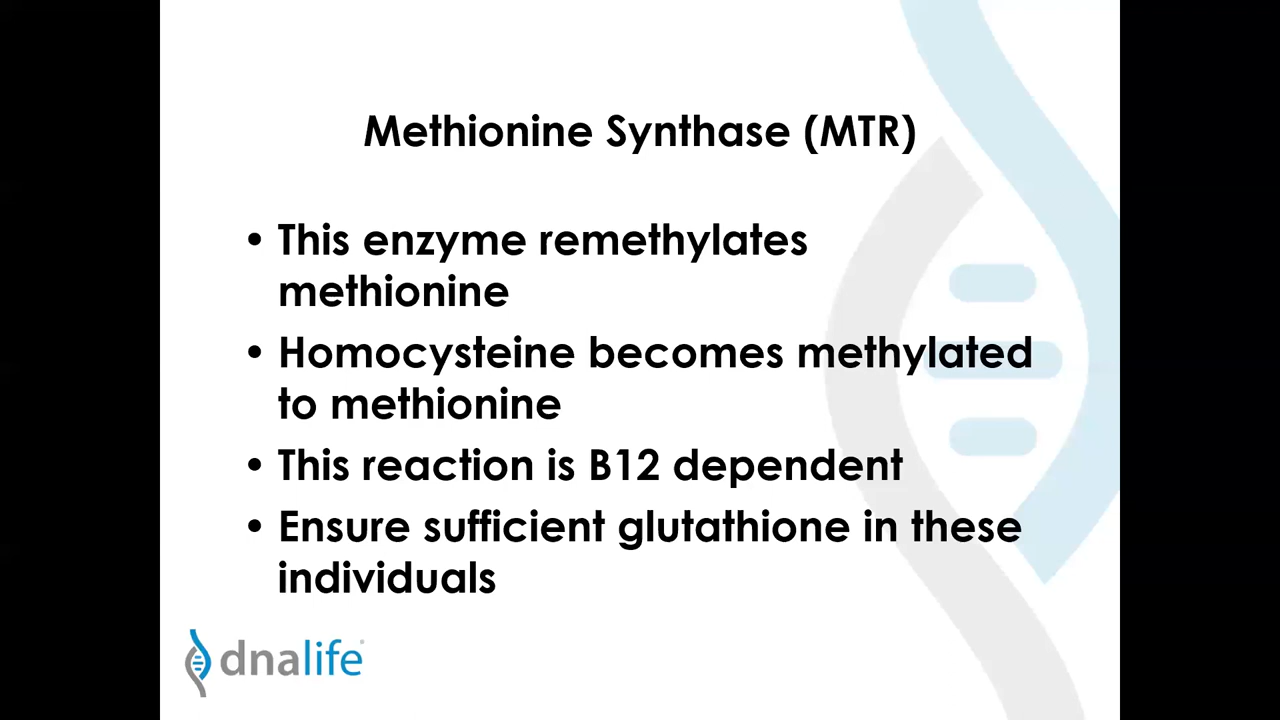 Methionine Synthase (MTR)
• This enzyme remethylates
methionine
• Homocysteine becomes methylated
to methionine
• This reaction is B12 dependent
• Ensure sufficient glutathione in these
individuals
dnalife